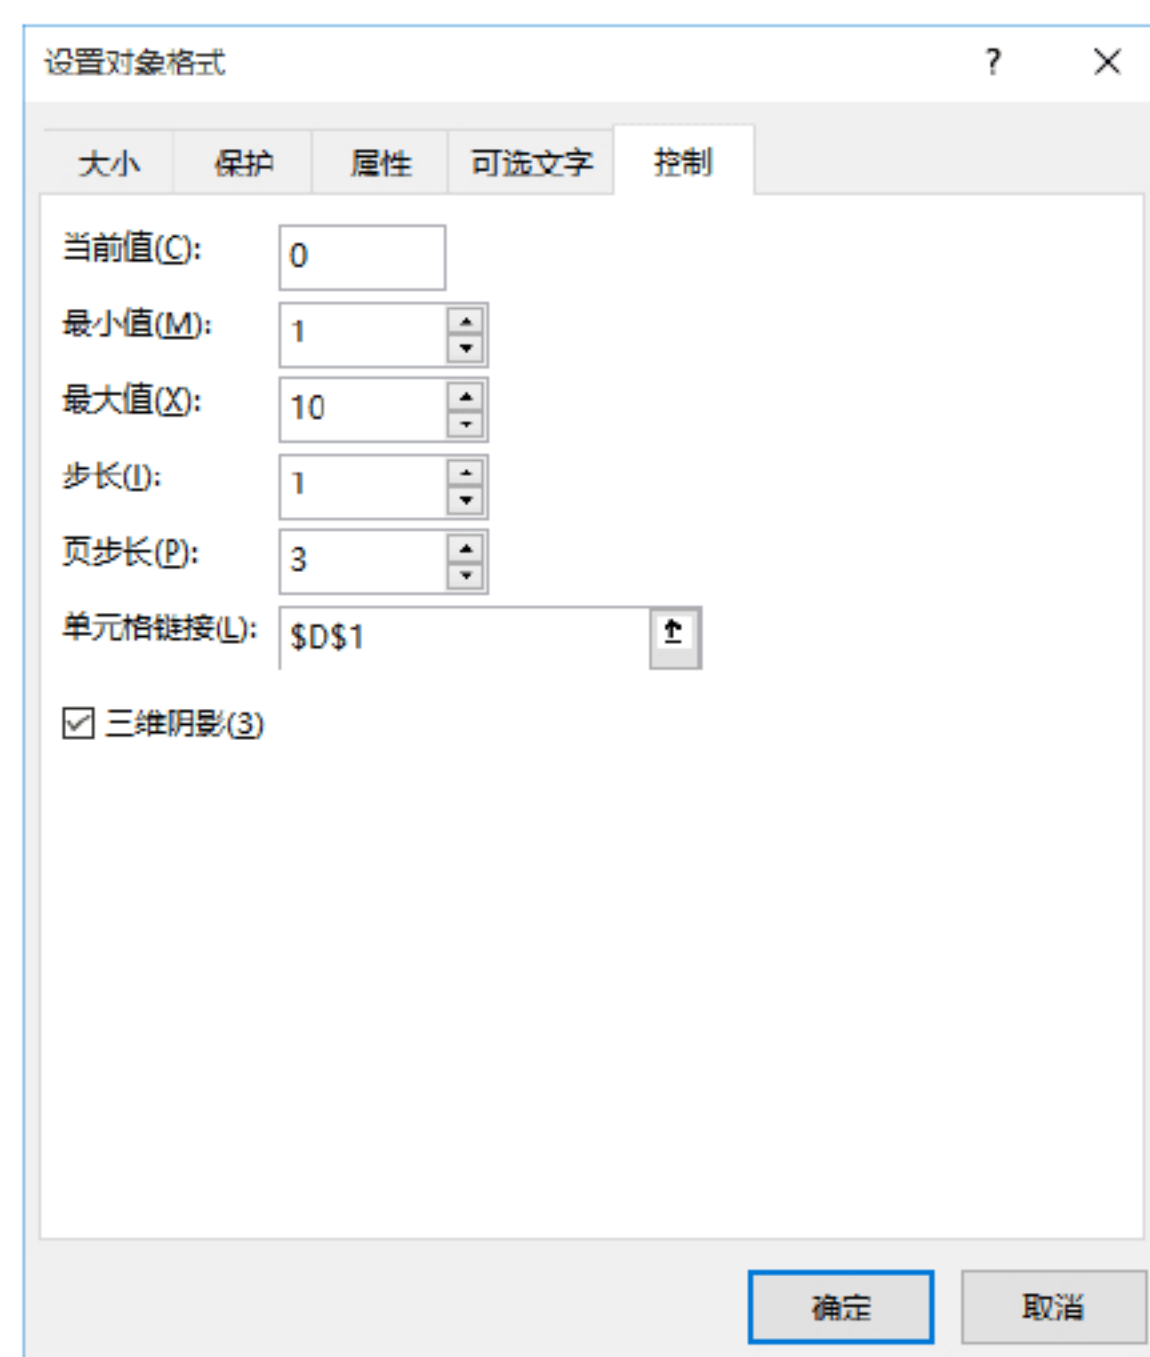 设置对象格式 ?
大小 保护 属性 可选文字 控制
当前值(C): 0
最小值(M): 1
最大值(X): 10
步长(I): 1
页步长(P): 3
单元格链接(L): $D$1
三维阴影(3)
确定 取消